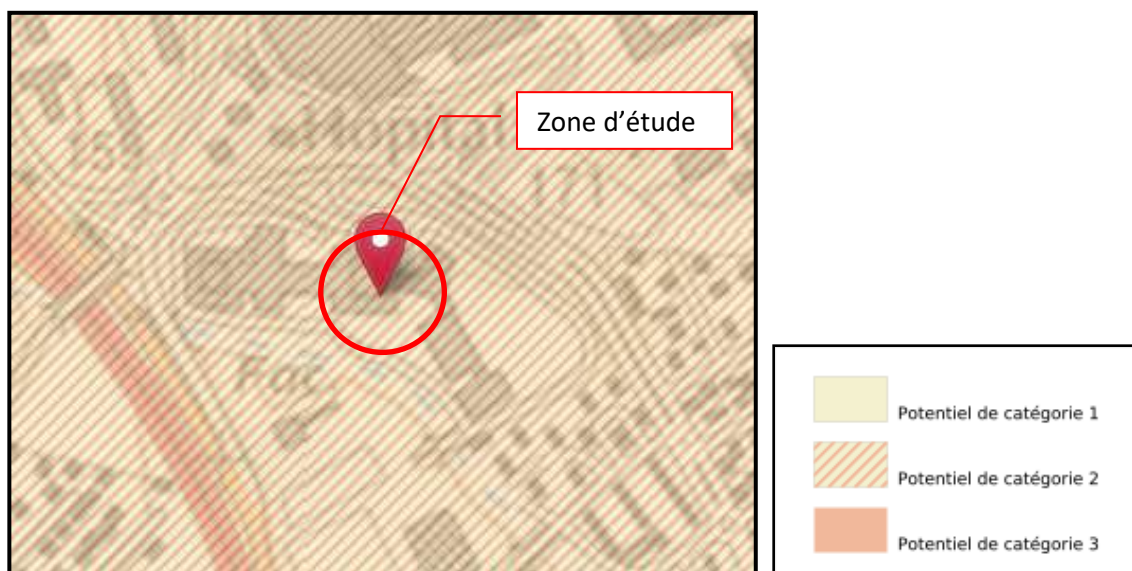 Zone d'étude
Potentiel de catégorie 1
Potentiel de catégorie 2
Potentiel de catégorie 3